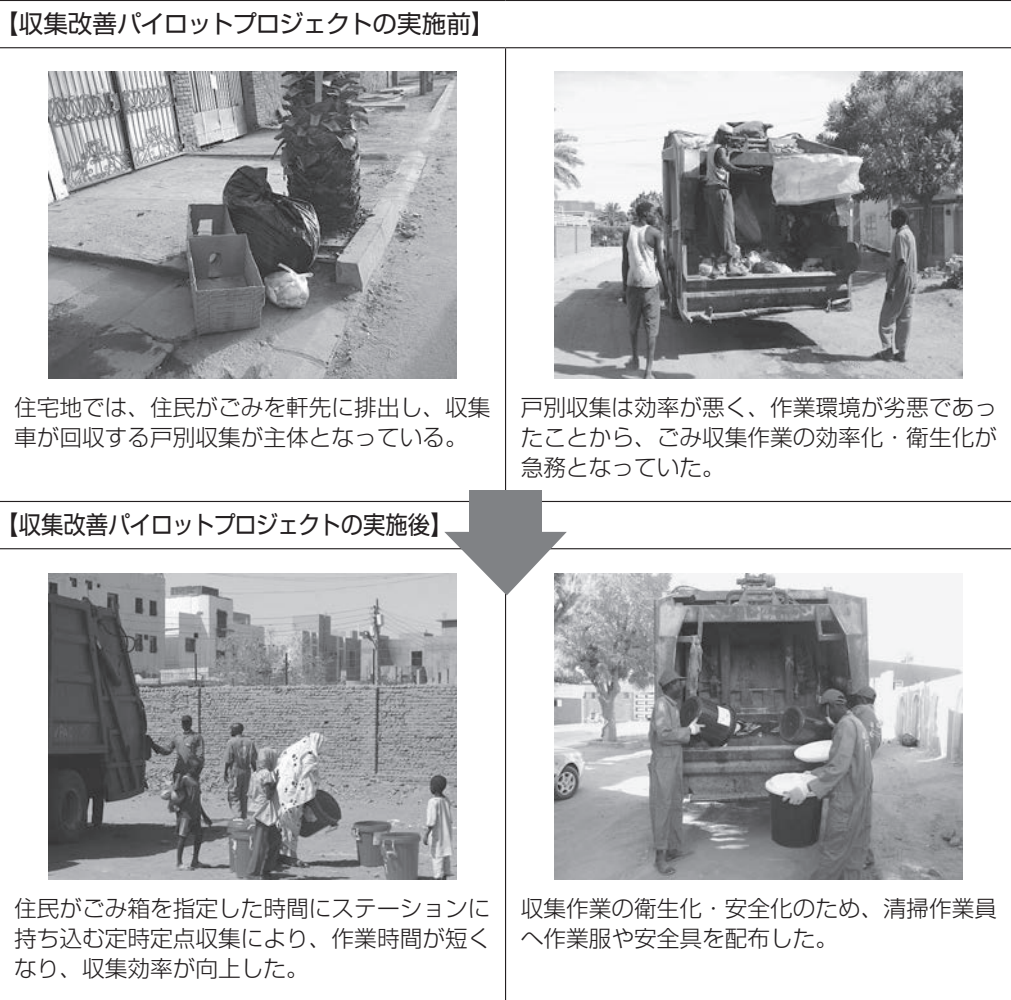 【収集改善パイロットプロジェクトの実施前】
住宅地では、住民がごみを軒先に排出し、収集
車が回収する戸別収集が主体となっている。
戸別収集は効率が悪く、作業環境が劣悪であっ
たことから、ごみ収集作業の効率化・衛生化が
急務となっていた。
【収集改善パイロットプロジェクトの実施後】
住民がごみ箱を指定した時間にステーションに
持ち込む定時定点収集により、作業時間が短く
なり、収集効率が向上した。
収集作業の衛生化・安全化のため、清掃作業員
へ作業服や安全具を配布した。